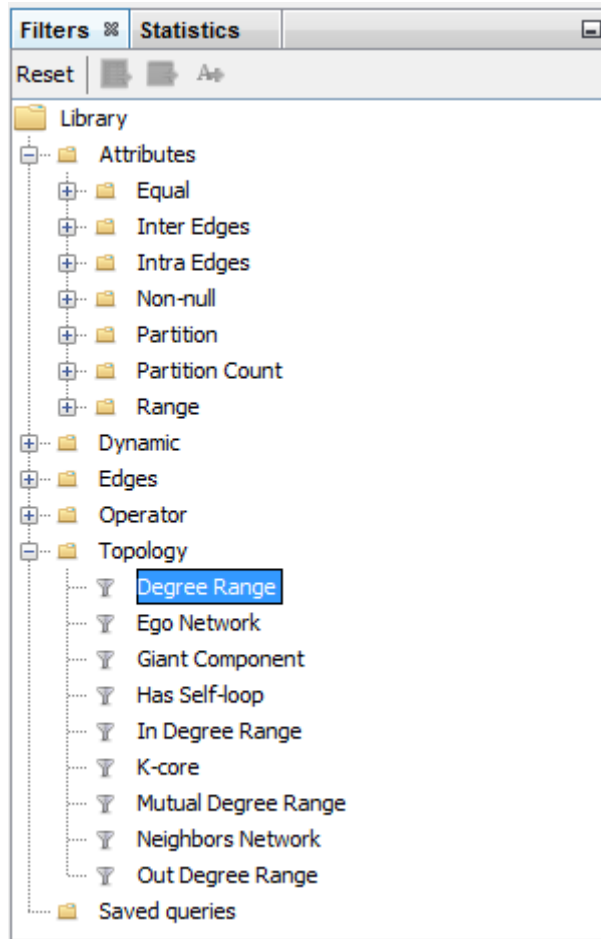 Filters Statistics
Reset
Library
Attributes
Equal
Inter Edges
Intra Edges
Non-null
Partition
Partition Count
Range
Dynamic
Edges
Operator
Topology
Degree Range
Ego Network
Giant Component
Has Self-loop
In Degree Range
K-core
Mutual Degree Range
Neighbors Network
Out Degree Range
Saved queries